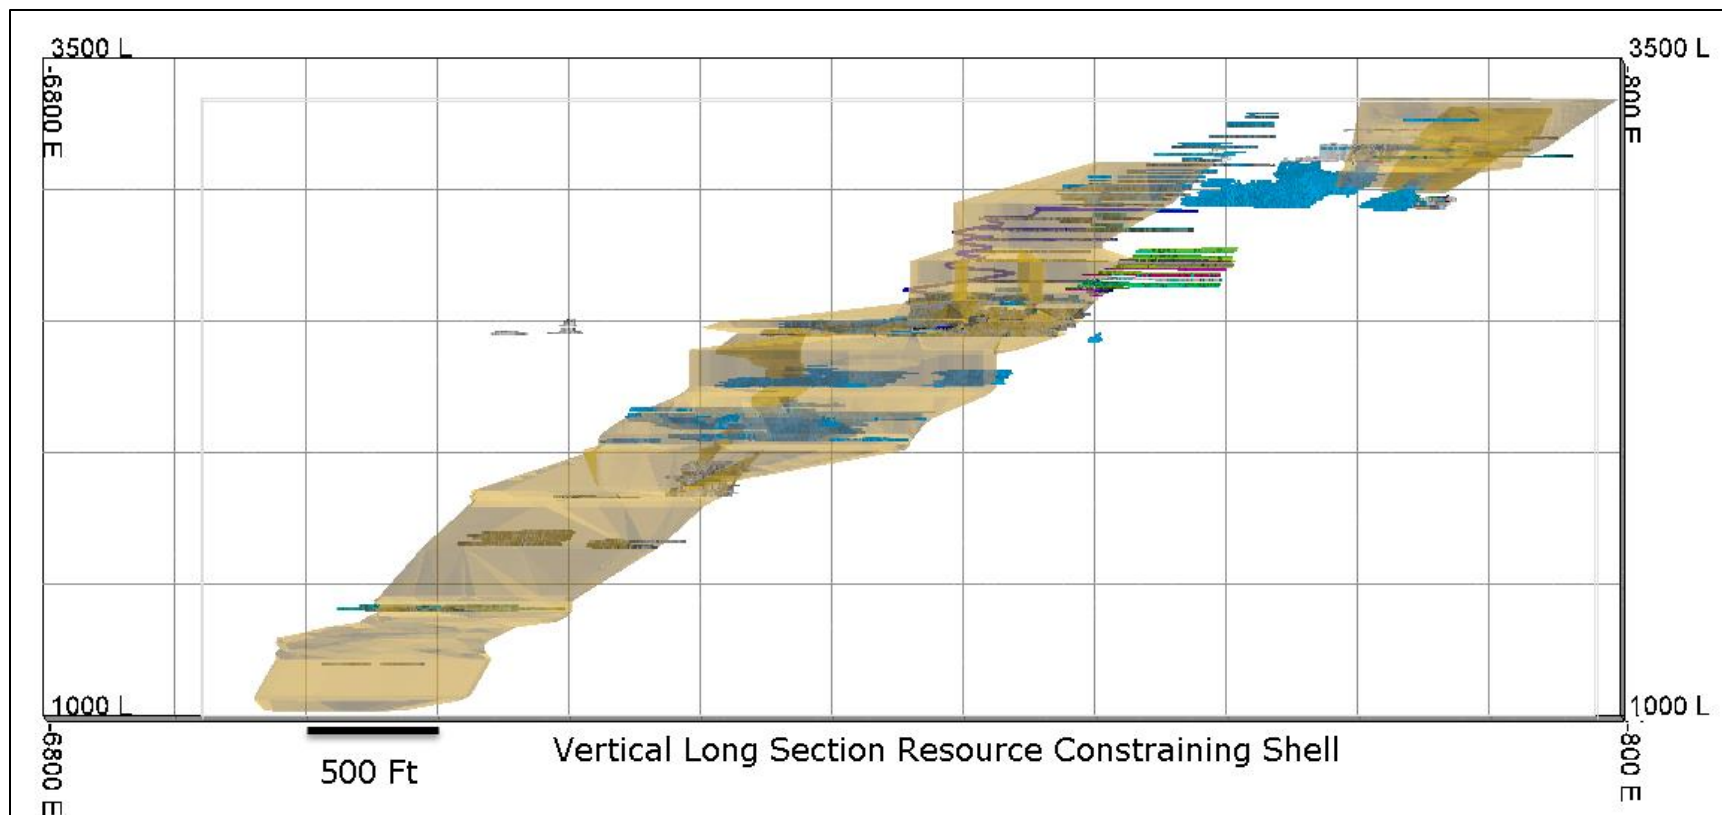 3500 L
3500 L
-6800 E
-800 E
1000 L
1000 L
-6800 E
-800 E
500 Ft
Vertical Long Section Resource Constraining Shell